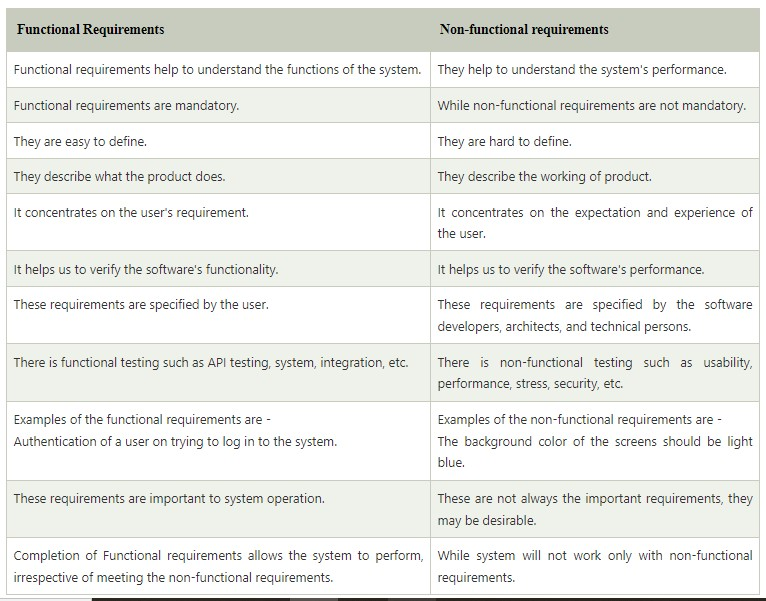 Functional Requirements
Non-functional requirements
Functional requirements help to understand the functions of the system.
They help to understand the system's performance.
Functional requirements are mandatory.
While non-functional requirements are not mandatory.
They are easy to define.
They are hard to define.
They describe what the product does.
They describe the working of product.
It concentrates on the user's requirement.
It concentrates on the expectation and experience of
the user.
It helps us to verify the software's functionality.
It helps us to verify the software's performance.
These requirements are specified by the user.
These requirements are specified by the software
developers, architects, and technical persons.
There is functional testing such as API testing, system, integration, etc.
There is non-functional testing such as usability,
performance, stress, security, etc.
Examples of the functional requirements are -
Authentication of a user on trying to log in to the system.
Examples of the non-functional requirements are -
The background color of the screens should be light
blue.
These requirements are important to system operation.
These are not always the important requirements, they
may be desirable.
Completion of Functional requirements allows the system to perform,
irrespective of meeting the non-functional requirements.
While system will not work only with non-functional
requirements.